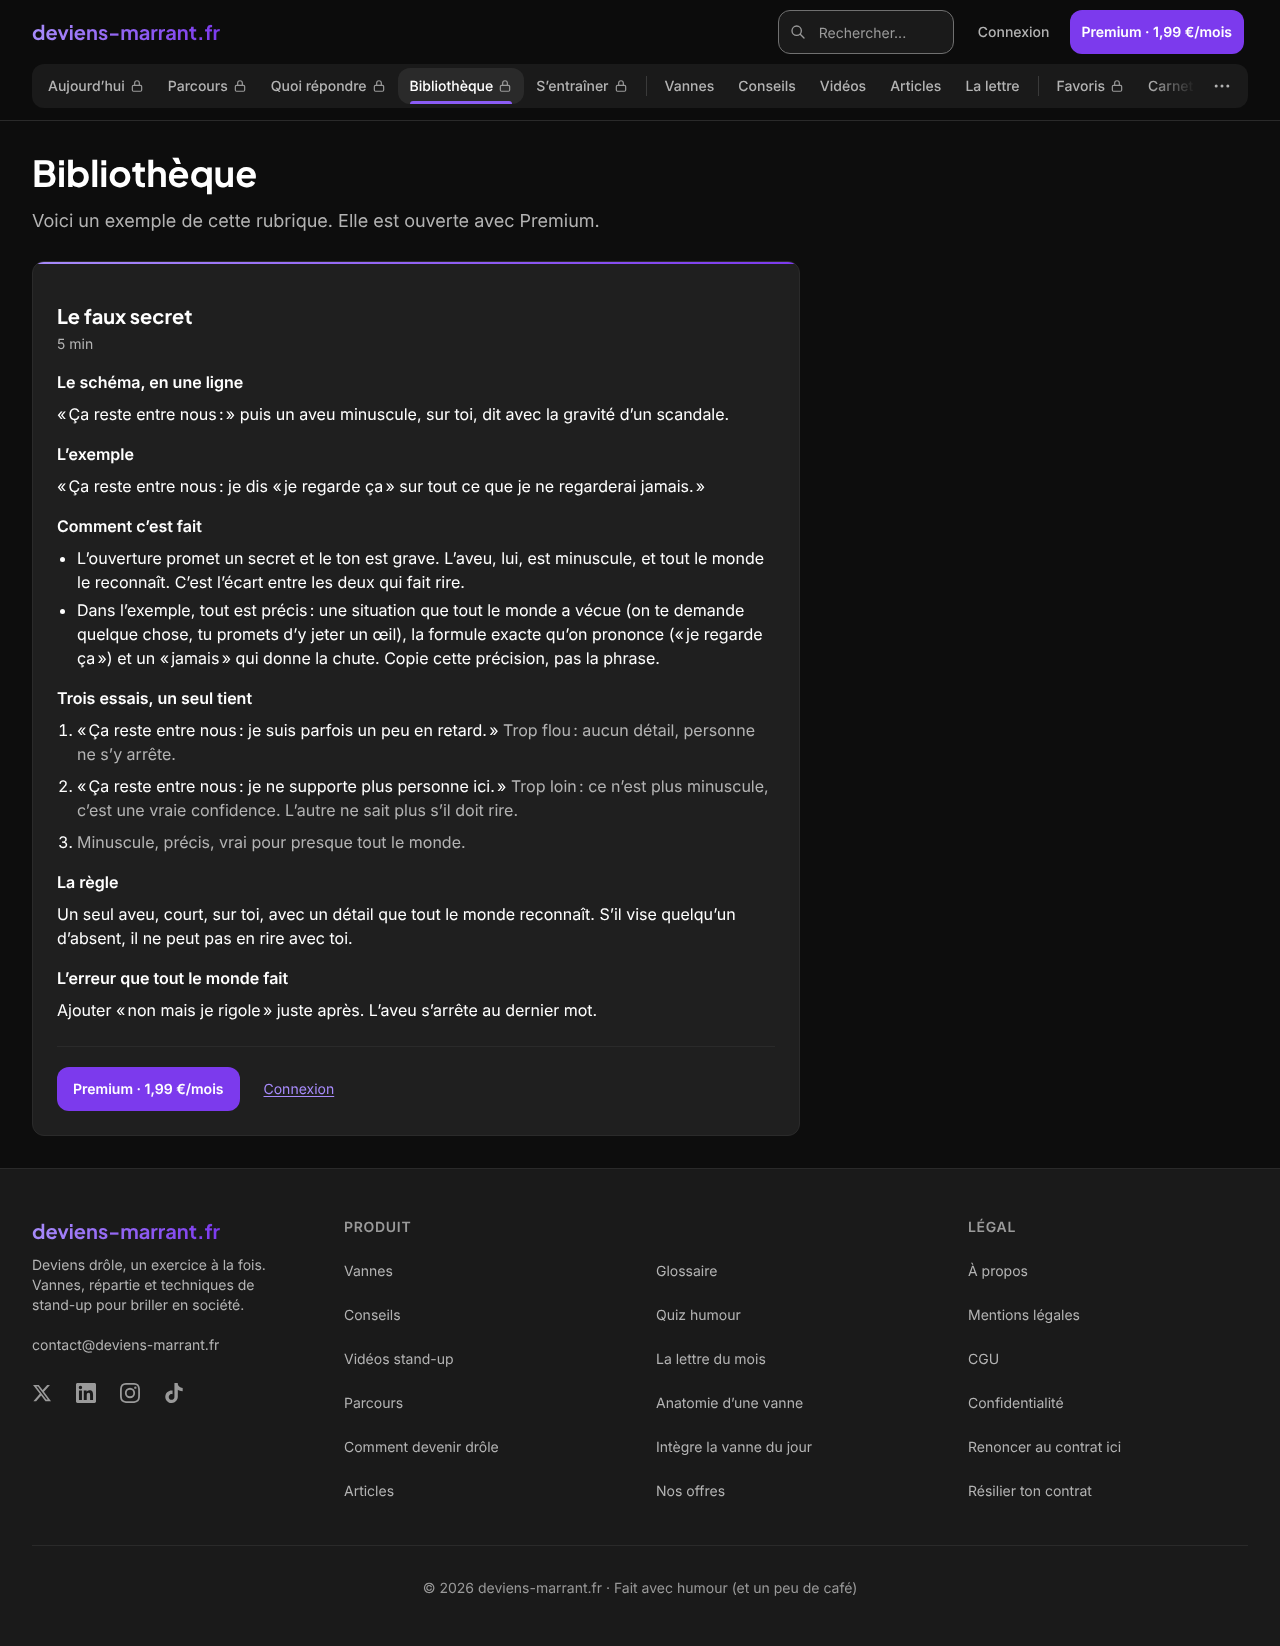 deviens-marrant.fr
Rechercher...
Connexion
Premium · 1,99 €/mois
Aujourd’hui
Parcours
Quoi répondre
Bibliothèque
S’entraîner
Vannes
Conseils
Vidéos
Articles
La lettre
Favoris
Carnet
Bibliothèque
Voici un exemple de cette rubrique. Elle est ouverte avec Premium.
Le faux secret
5 min
Le schéma, en une ligne
« Ça reste entre nous : » puis un aveu minuscule, sur toi, dit avec la gravité d’un scandale.
L’exemple
« Ça reste entre nous : je dis « je regarde ça » sur tout ce que je ne regarderai jamais. »
Comment c’est fait
• L’ouverture promet un secret et le ton est grave. L’aveu, lui, est minuscule, et tout le monde
le reconnaît. C’est l’écart entre les deux qui fait rire.
• Dans l’exemple, tout est précis : une situation que tout le monde a vécue (on te demande
quelque chose, tu promets d’y jeter un œil), la formule exacte qu’on prononce (« je regarde
ça ») et un « jamais » qui donne la chute. Copie cette précision, pas la phrase.
Trois essais, un seul tient
1. « Ça reste entre nous : je suis parfois un peu en retard. » Trop flou : aucun détail, personne
ne s’y arrête.
2. « Ça reste entre nous : je ne supporte plus personne ici. » Trop loin : ce n’est plus minuscule,
c’est une vraie confidence. L’autre ne sait plus s’il doit rire.
3. Minuscule, précis, vrai pour presque tout le monde.
La règle
Un seul aveu, court, sur toi, avec un détail que tout le monde reconnaît. S’il vise quelqu’un
d’absent, il ne peut pas en rire avec toi.
L’erreur que tout le monde fait
Ajouter « non mais je rigole » juste après. L’aveu s’arrête au dernier mot.
Premium · 1,99 €/mois
Connexion
deviens-marrant.fr
Deviens drôle, un exercice à la fois.
Vannes, répartie et techniques de
stand-up pour briller en société.
contact@deviens-marrant.fr
PRODUIT
Vannes
Conseils
Vidéos stand-up
Parcours
Comment devenir drôle
Articles
Glossaire
Quiz humour
La lettre du mois
Anatomie d’une vanne
Intègre la vanne du jour
Nos offres
LÉGAL
À propos
Mentions légales
CGU
Confidentialité
Renoncer au contrat ici
Résilier ton contrat
© 2026 deviens-marrant.fr · Fait avec humour (et un peu de café)